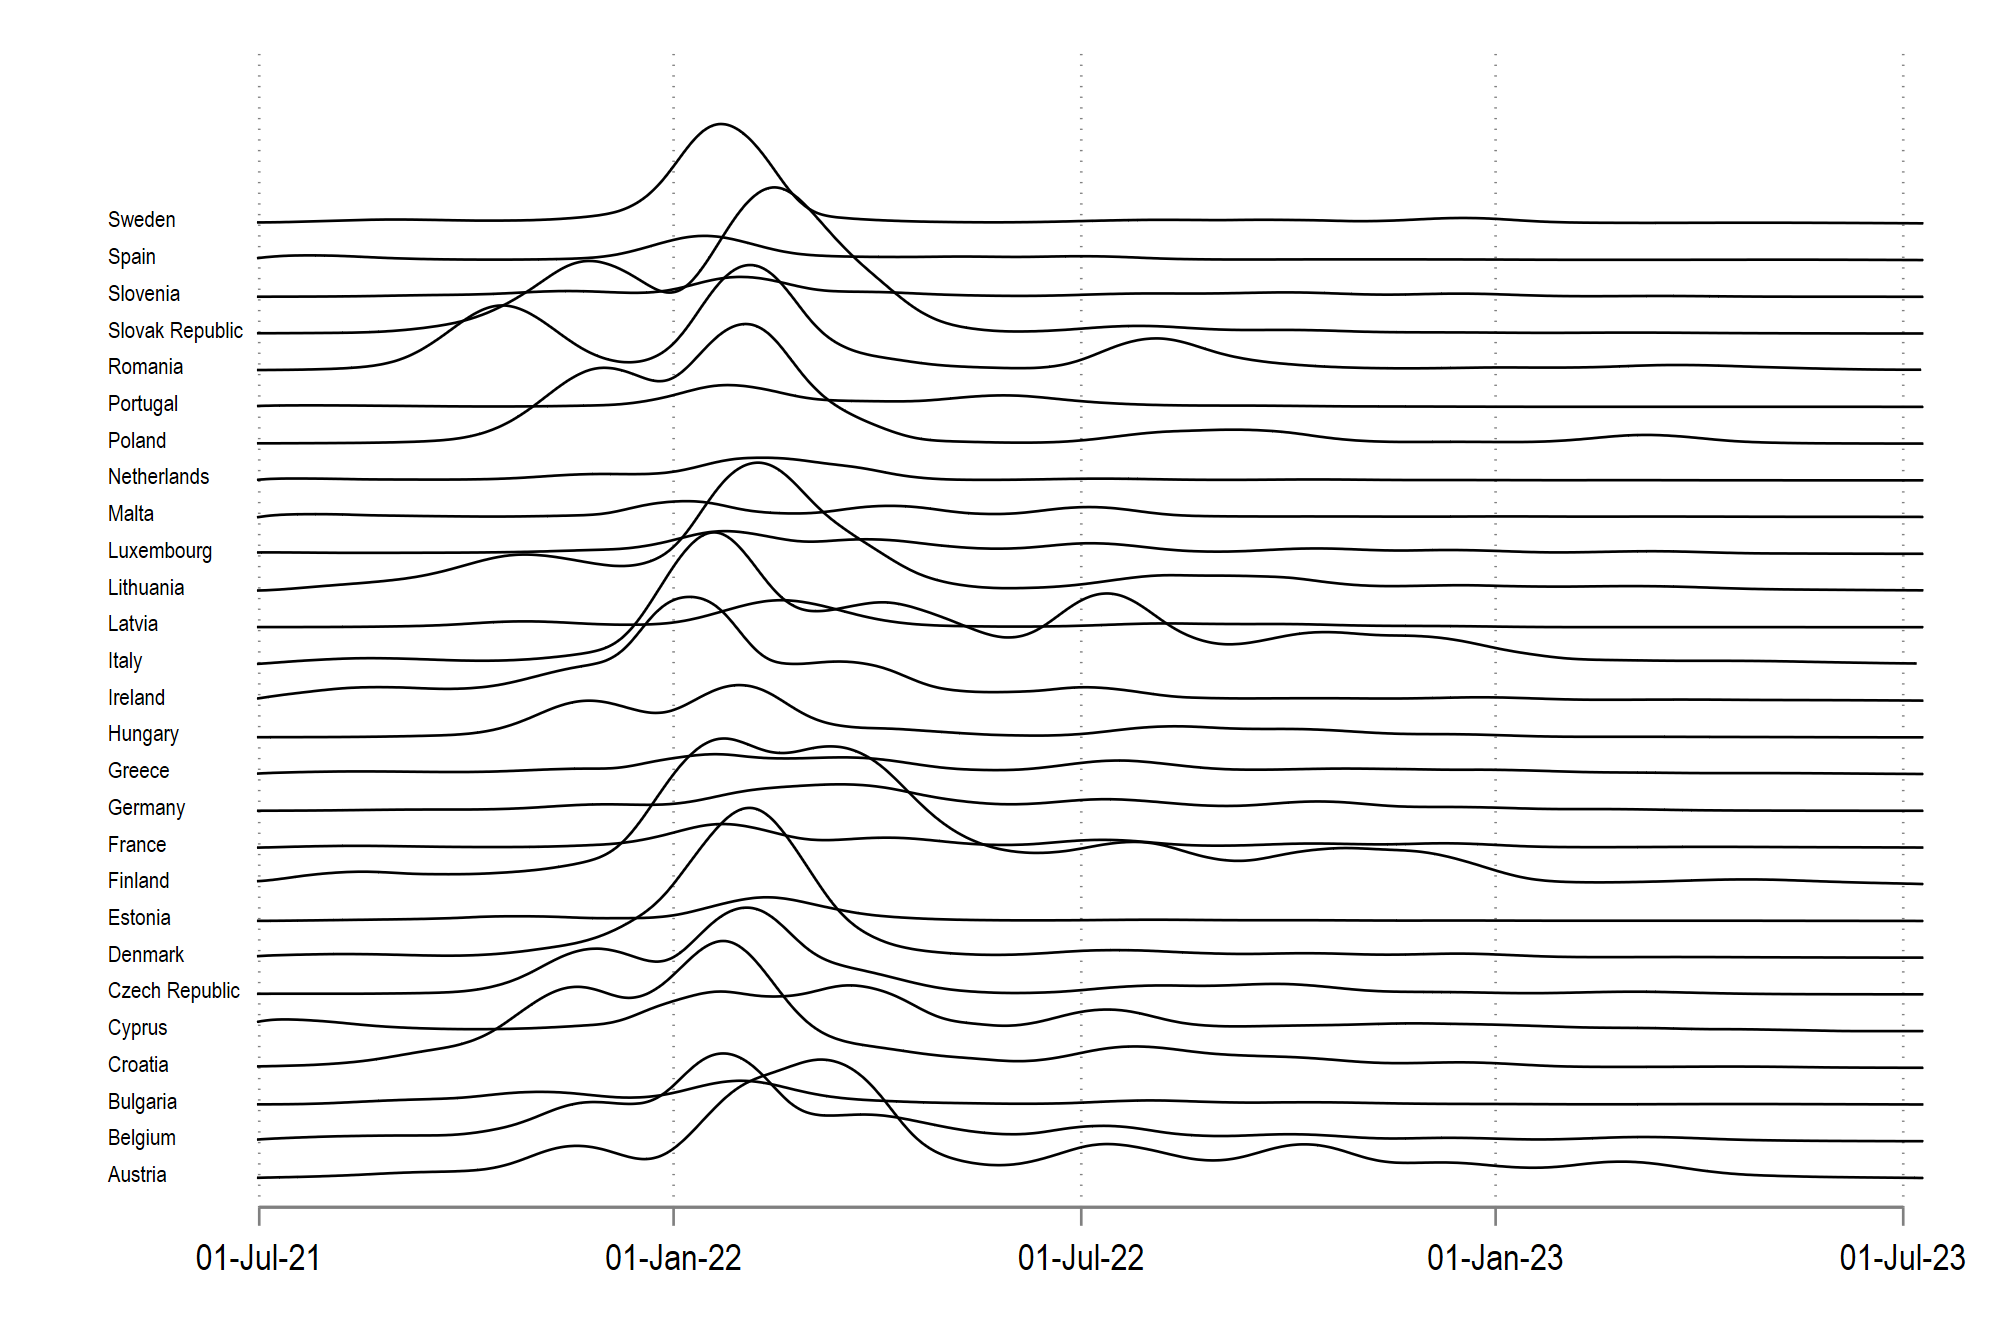 Sweden
Spain
Slovenia
Slovak Republic
Romania
Portugal
Poland
Netherlands
Malta
Luxembourg
Lithuania
Latvia
Italy
Ireland
Hungary
Greece
Germany
France
Finland
Estonia
Denmark
Czech Republic
Cyprus
Croatia
Bulgaria
Belgium
Austria
01-Jul-21 01-Jan-22 01-Jul-22 01-Jan-23 01-Jul-23